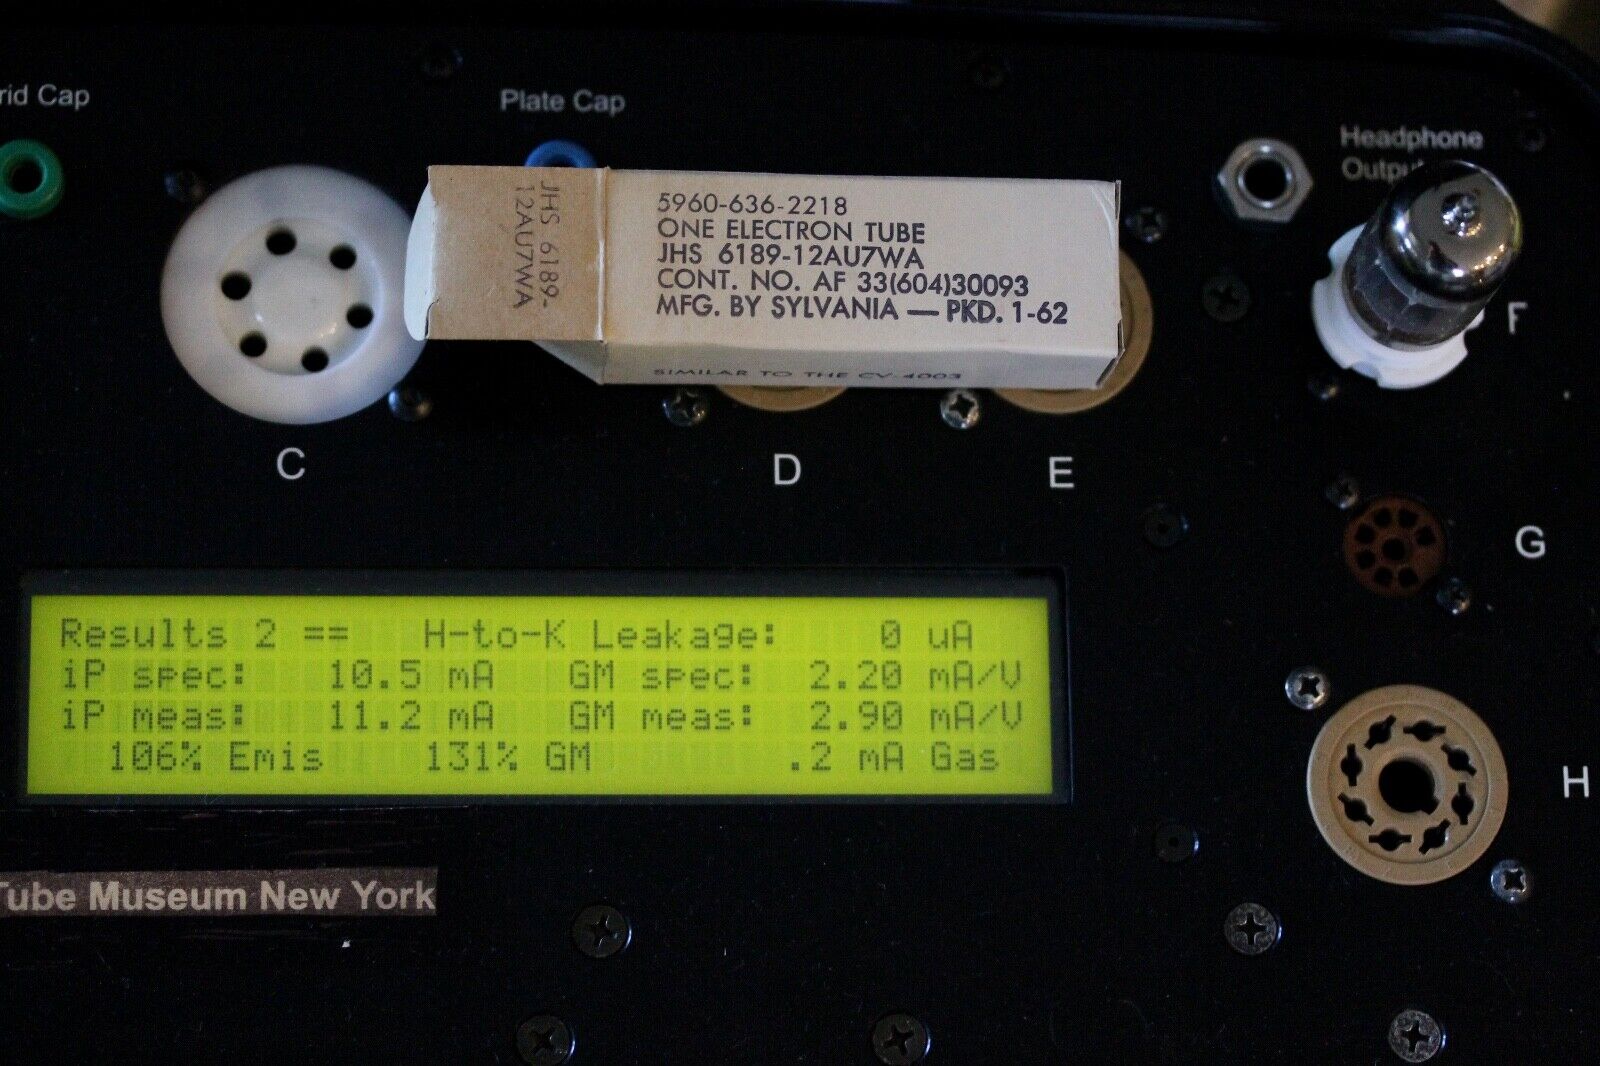 rid Cap
Plate Cap
Headphone
Output
JHS 6189-
12AU7WA
5960-636-2218
ONE ELECTRON TUBE
JHS 6189-12AU7WA
CONT. NO. AF 33(604)30093
MFG. BY SYLVANIA — PKD. 1-62
SIMILAR TO THE CV-4003
F
C
D
E
G
H
Results 2 == H-to-K Leakage: 0 uA
iP spec: 10.5 mA GM spec: 2.20 mA/V
iP meas: 11.2 mA GM meas: 2.90 mA/V
106% Emis 131% GM .2 mA Gas
Tube Museum New York